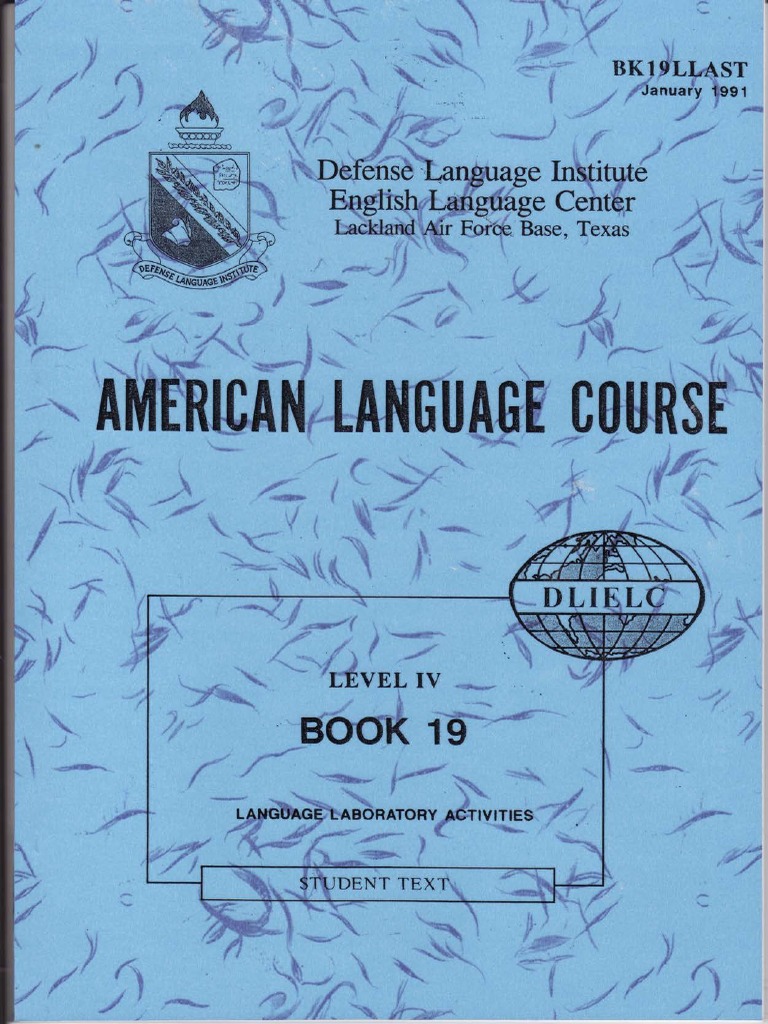 BK19LLAST
January 1991
Defense Language Institute
English Language Center
Lackland Air Force Base, Texas
DEFENSE LANGUAGE INSTITUTE
AMERICAN LANGUAGE COURSE
DLIELC
LEVEL IV
BOOK 19
LANGUAGE LABORATORY ACTIVITIES
STUDENT TEXT